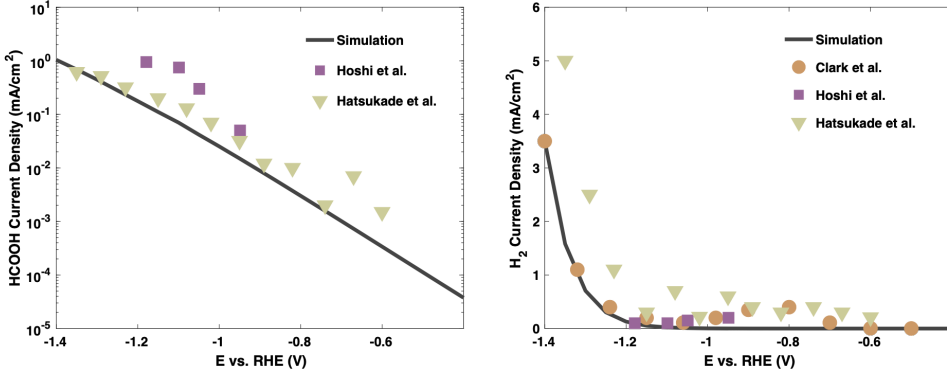 HCOOH Current Density (mA/cm²)
10¹
10⁰
10⁻¹
10⁻²
10⁻³
10⁻⁴
10⁻⁵
Simulation
Hoshi et al.
Hatsukade et al.
-1.4 -1.2 -1 -0.8 -0.6
E vs. RHE (V)
H₂ Current Density (mA/cm²)
6
5
4
3
2
1
0
Simulation
Clark et al.
Hoshi et al.
Hatsukade et al.
-1.4 -1.2 -1 -0.8 -0.6
E vs. RHE (V)